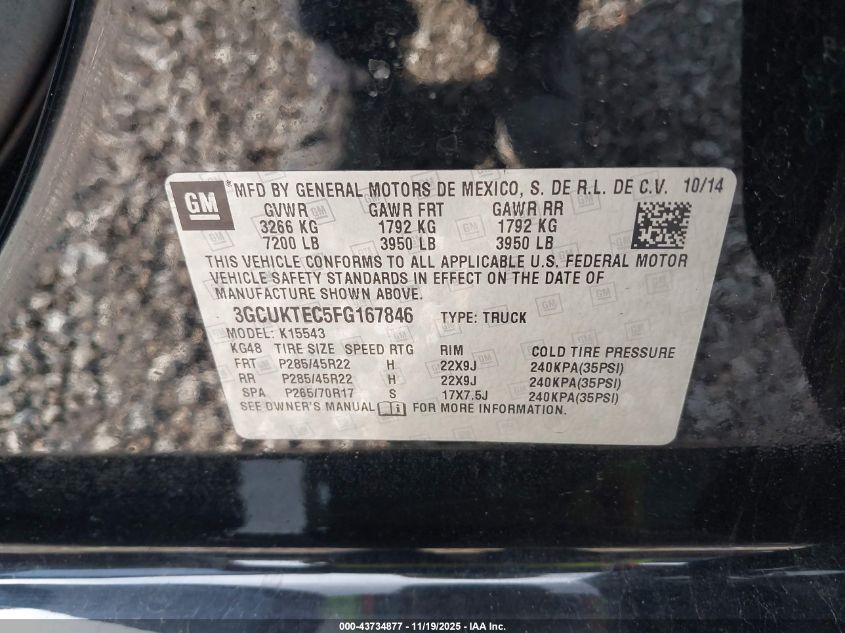 GM *MFD BY GENERAL MOTORS DE MEXICO, S. DE R.L. DE C.V. 10/14
GVWR GAWR FRT GAWR RR
3266 KG 1792 KG 1792 KG
7200 LB 3950 LB 3950 LB
THIS VEHICLE CONFORMS TO ALL APPLICABLE U.S. FEDERAL MOTOR
VEHICLE SAFETY STANDARDS IN EFFECT ON THE DATE OF
MANUFACTURE SHOWN ABOVE.
3GCUKTEC5FG167846 TYPE: TRUCK
MODEL: K15543
KG48 TIRE SIZE SPEED RTG RIM COLD TIRE PRESSURE
FRT P285/45R22 H 22X9J 240KPA(35PSI)
RR P285/45R22 H 22X9J 240KPA(35PSI)
SPA P265/70R17 S 17X7.5J 240KPA(35PSI)
SEE OWNER'S MANUAL FOR MORE INFORMATION.
000-43734877 - 11/19/2025 - IAA Inc.